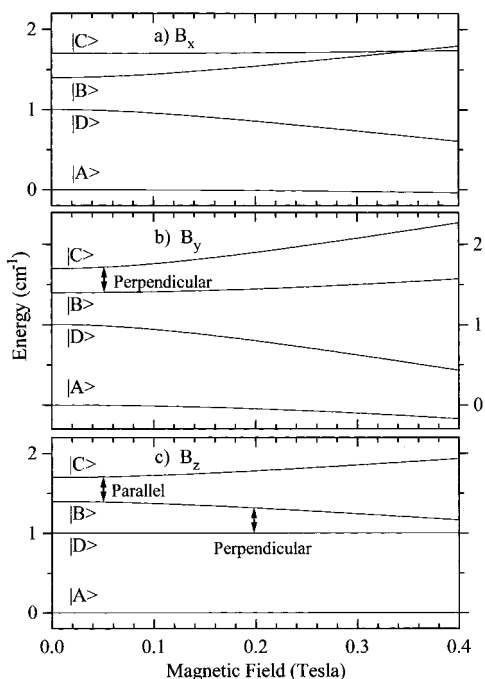 2
a) Bx
|C>
|B>
1
|D>
|A>
0
b) By
2
|C>
Perpendicular
|B>
1
|D>
|A>
0
Energy (cm-1)
c) Bz
2
|C>
Parallel
|B>
1
|D>
Perpendicular
|A>
0
0.0 0.1 0.2 0.3 0.4
Magnetic Field (Tesla)